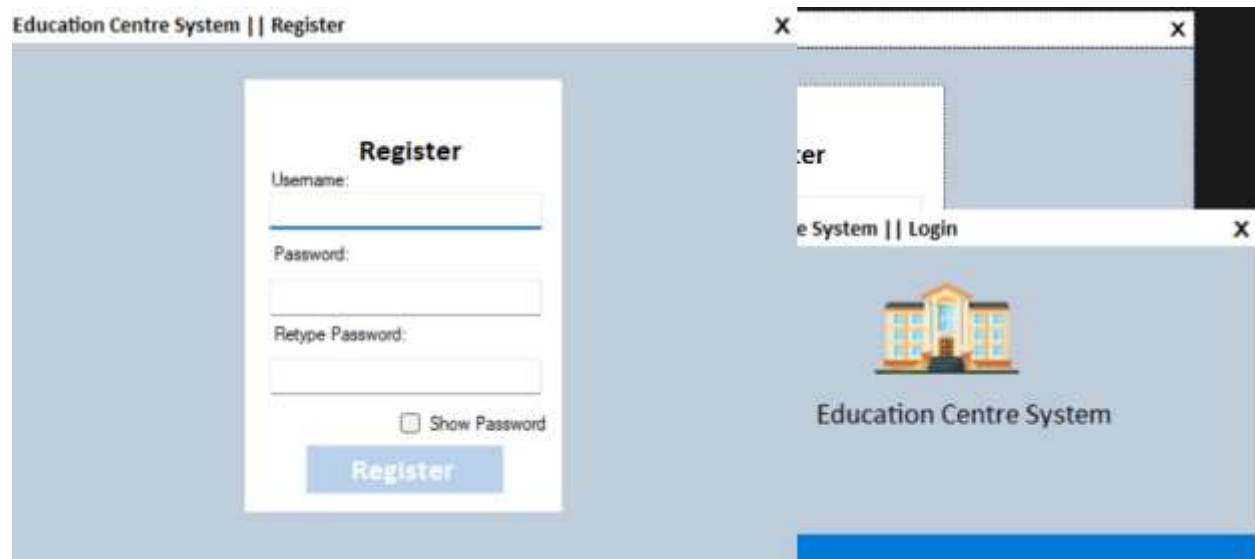 Education Centre System || Register X
Register
Username:
Password:
Retype Password:
Show Password
Register
X
ter
e System || Login X
Education Centre System